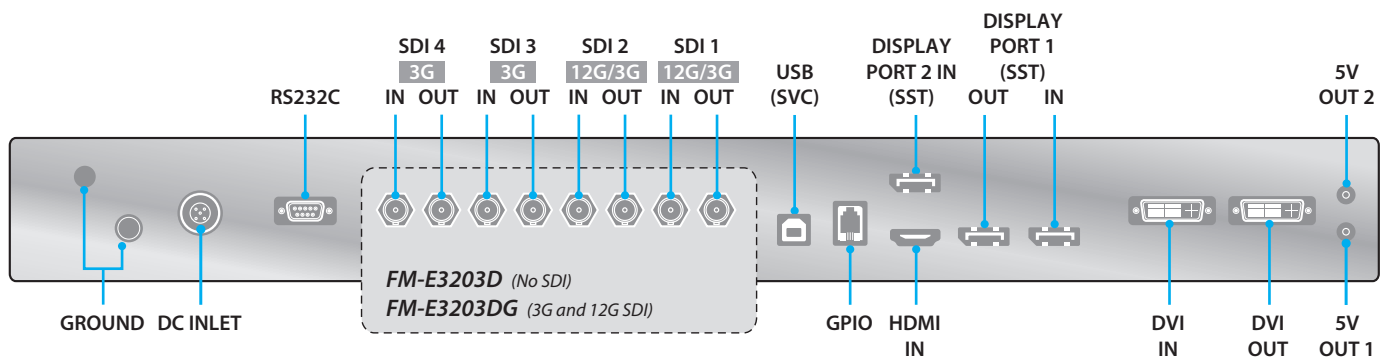 DISPLAY
SDI 4 SDI 3 SDI 2 SDI 1 DISPLAY PORT 1
3G 3G 12G/3G 12G/3G USB PORT 2 IN (SST) 5V
RS232C IN OUT IN OUT IN OUT IN OUT (SVC) (SST) OUT IN OUT 2
FM-E3203D (No SDI)
FM-E3203DG (3G and 12G SDI)
GROUND DC INLET GPIO HDMI DVI DVI 5V
IN IN OUT OUT 1